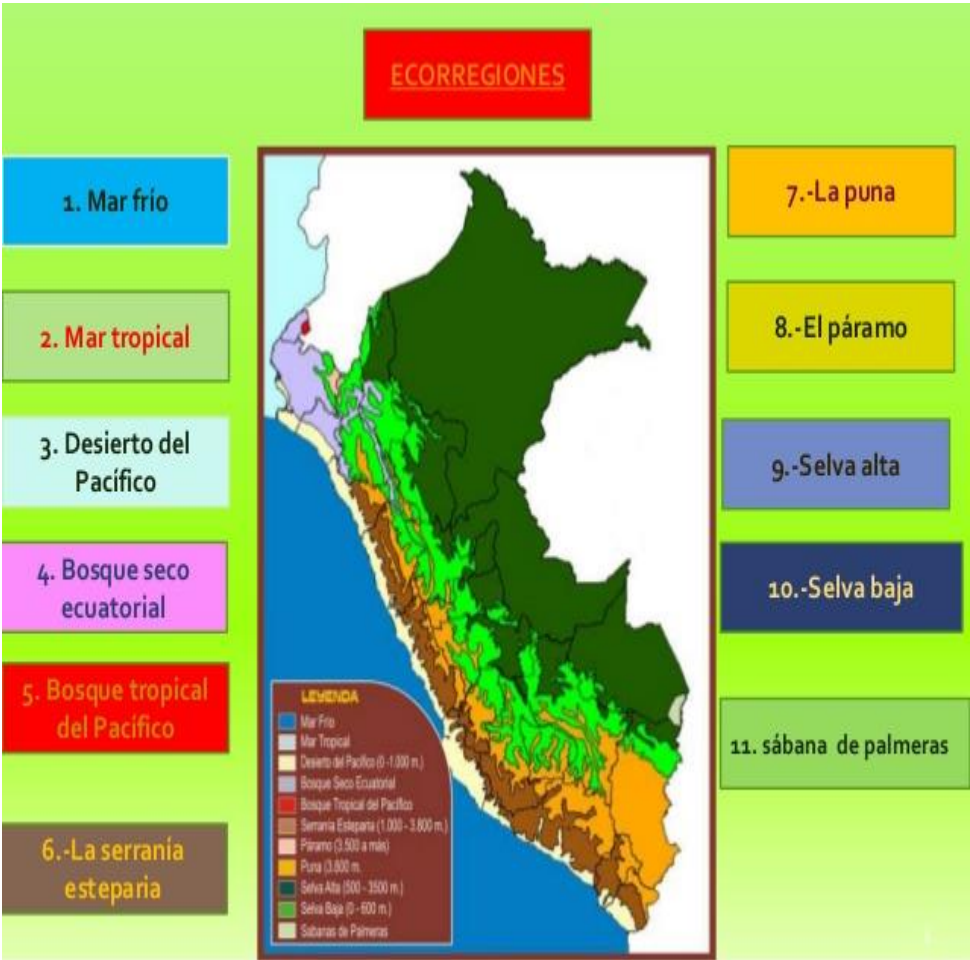 ECORREGIONES
1. Mar frío
2. Mar tropical
3. Desierto del
Pacífico
4. Bosque seco
ecuatorial
5. Bosque tropical
del Pacífico
6.-La serranía
esteparia
7.-La puna
8.-El páramo
9.-Selva alta
10.-Selva baja
11. sábana de palmeras
LEYENDA
Mar Frío
Mar Tropical
Desierto del Pacífico (0 -1.000 m.)
Bosque Seco Ecuatorial
Bosque Tropical del Pacífico
Serranía Esteparia (1.000 - 3.800 m.)
Páramo (3.500 a más)
Puna (3.800 m.
Selva Alta (500 - 3500 m.)
Selva Baja (0 - 600 m.)
Sabanas de Palmeras